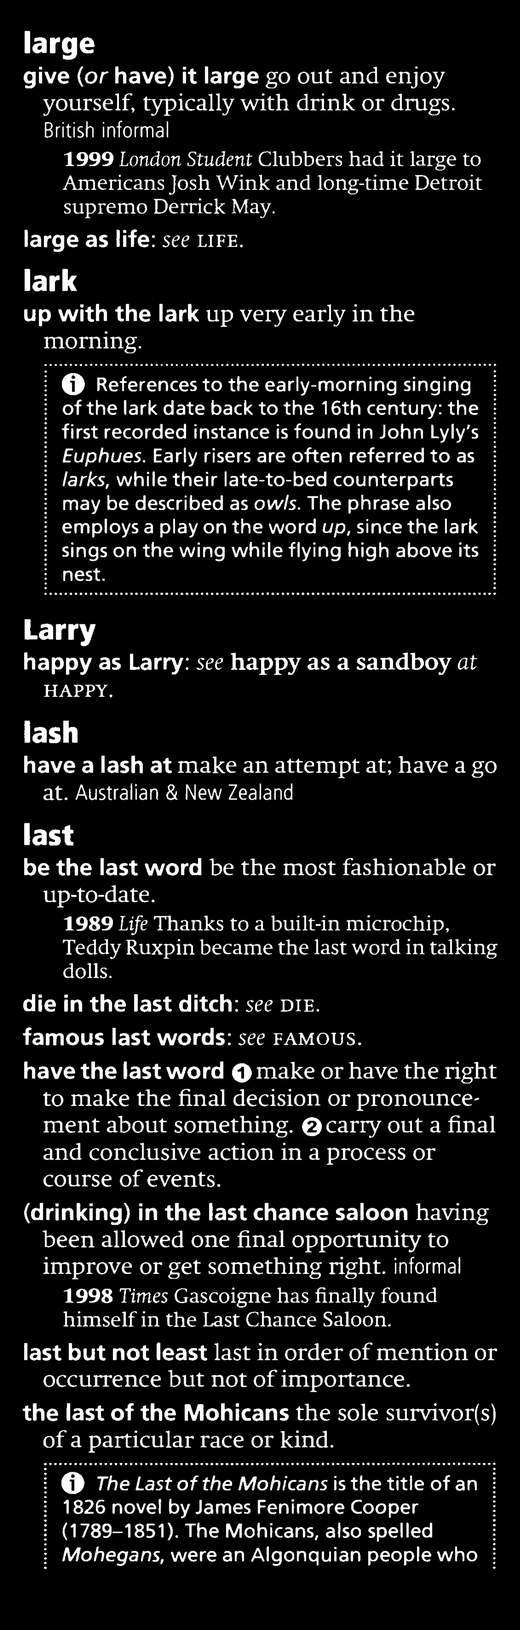 large
give (or have) it large go out and enjoy
yourself, typically with drink or drugs.
British informal
1999 London Student Clubbers had it large to
Americans Josh Wink and long-time Detroit
supremo Derrick May.
large as life: see LIFE.
lark
up with the lark up very early in the
morning.
i References to the early-morning singing
of the lark date back to the 16th century: the
first recorded instance is found in John Lyly's
Euphues. Early risers are often referred to as
larks, while their late-to-bed counterparts
may be described as owls. The phrase also
employs a play on the word up, since the lark
sings on the wing while flying high above its
nest.
Larry
happy as Larry: see happy as a sandboy at
HAPPY.
lash
have a lash at make an attempt at; have a go
at. Australian & New Zealand
last
be the last word be the most fashionable or
up-to-date.
1989 Life Thanks to a built-in microchip,
Teddy Ruxpin became the last word in talking
dolls.
die in the last ditch: see DIE.
famous last words: see FAMOUS.
have the last word ❶ make or have the right
to make the final decision or pronounce-
ment about something. ❷ carry out a final
and conclusive action in a process or
course of events.
(drinking) in the last chance saloon having
been allowed one final opportunity to
improve or get something right. informal
1998 Times Gascoigne has finally found
himself in the Last Chance Saloon.
last but not least last in order of mention or
occurrence but not of importance.
the last of the Mohicans the sole survivor(s)
of a particular race or kind.
i The Last of the Mohicans is the title of an
1826 novel by James Fenimore Cooper
(1789–1851). The Mohicans, also spelled
Mohegans, were an Algonquian people who